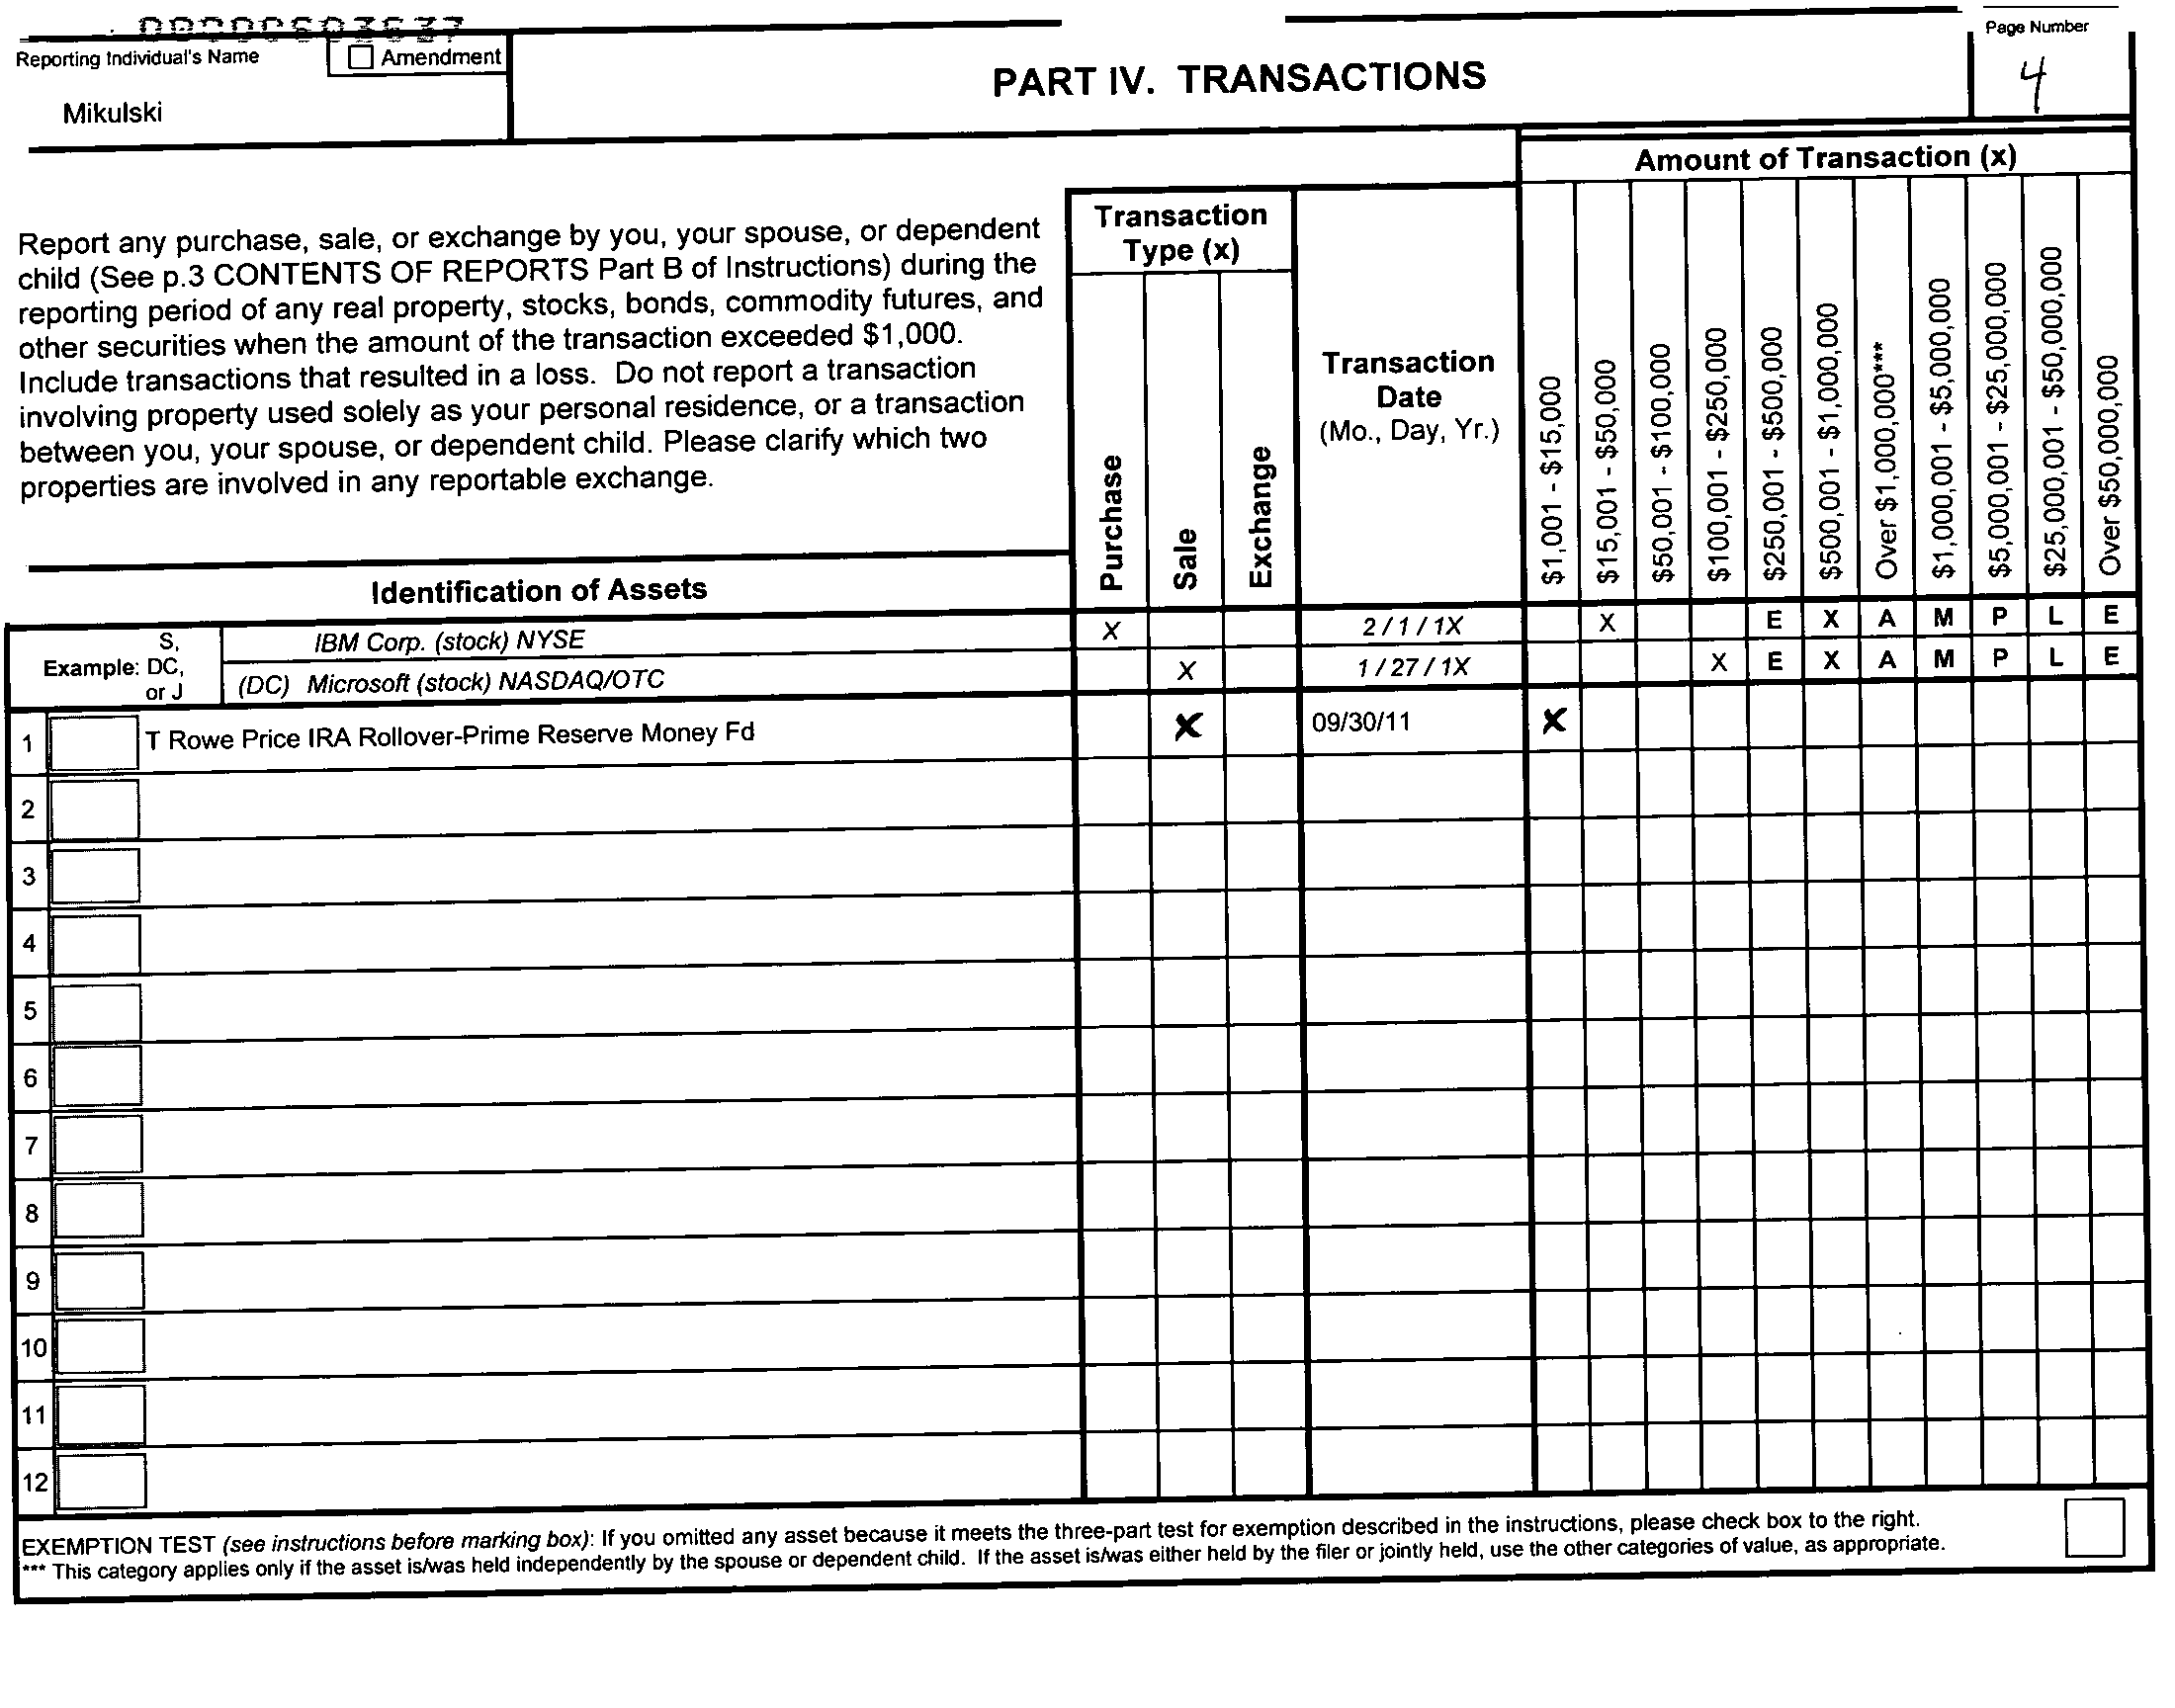 Reporting Individual's Name
Amendment
Mikulski
PART IV. TRANSACTIONS
Page Number
4
Amount of Transaction (x)
Report any purchase, sale, or exchange by you, your spouse, or dependent
child (See p.3 CONTENTS OF REPORTS Part B of Instructions) during the
reporting period of any real property, stocks, bonds, commodity futures, and
other securities when the amount of the transaction exceeded $1,000.
Include transactions that resulted in a loss. Do not report a transaction
involving property used solely as your personal residence, or a transaction
between you, your spouse, or dependent child. Please clarify which two
properties are involved in any reportable exchange.
Identification of Assets
Transaction
Type (x)
Purchase
Sale
Exchange
Transaction
Date
(Mo., Day, Yr.)
$1,001 - $15,000
$15,001 - $50,000
$50,001 - $100,000
$100,001 - $250,000
$250,001 - $500,000
$500,001 - $1,000,000
Over $1,000,000***
$1,000,001 - $5,000,000
$5,000,001 - $25,000,000
$25,000,001 - $50,000,000
Over $50,000,000
Example: S, DC, or J
IBM Corp. (stock) NYSE X 2 / 1 / 1X X E X A M P L E
(DC) Microsoft (stock) NASDAQ/OTC X 1 / 27 / 1X X E X A M P L E
1 T Rowe Price IRA Rollover-Prime Reserve Money Fd X 09/30/11 X
2
3
4
5
6
7
8
9
10
11
12
EXEMPTION TEST (see instructions before marking box): If you omitted any asset because it meets the three-part test for exemption described in the instructions, please check box to the right.
*** This category applies only if the asset is/was held independently by the spouse or dependent child. If the asset is/was either held by the filer or jointly held, use the other categories of value, as appropriate.